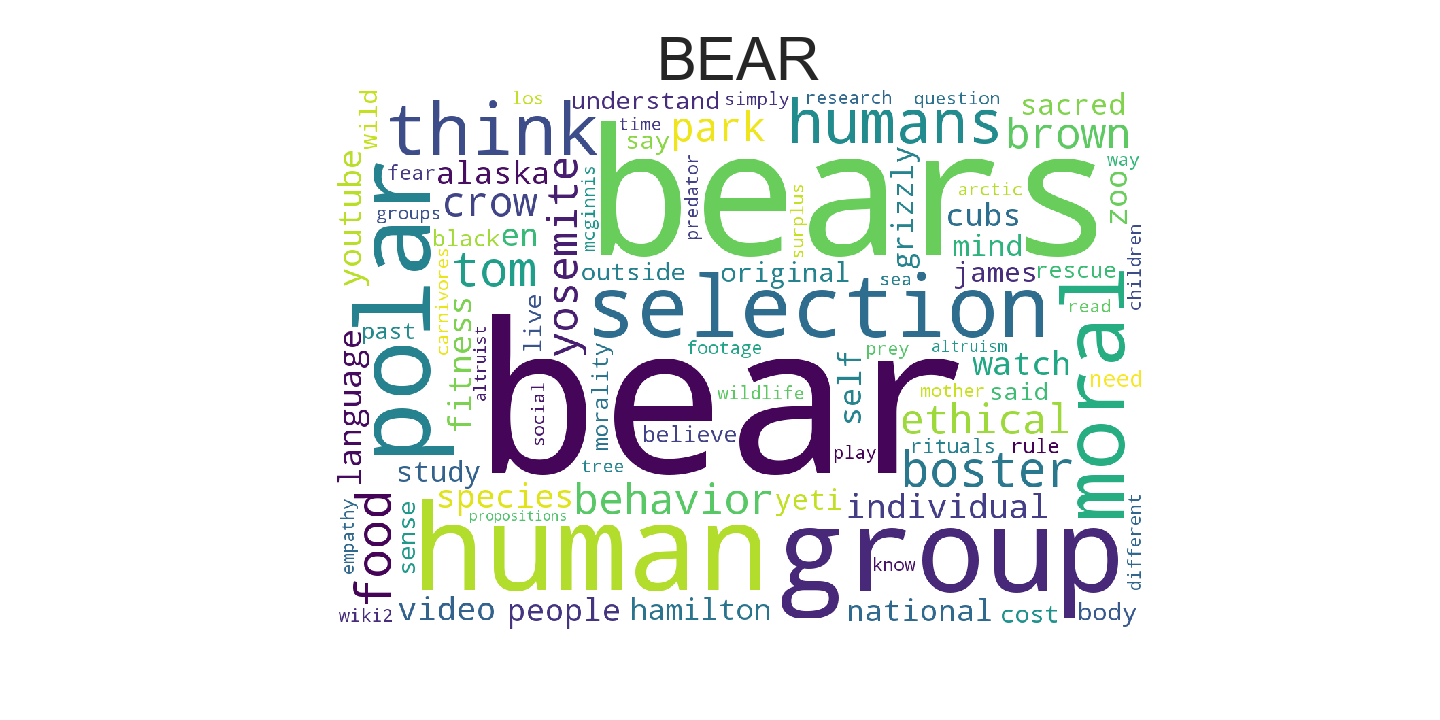 BEAR
los
understand
simply
research
question
sacred
wild
think
time
say
park
humans
brown
bears
youtube
fear
alaska
crow
groups
black
en
yosemite
mcginnis
predator
surplus
grizzly
arctic
cubs
mind
zoo
way
children
polar
tom
outside
original
sea
james
rescue
selection
read
moral
carnivores
past
fitness
altruist
live
language
footage
prey
altruism
watch
need
bear
social
morality
wildlife
self
mother
said
believe
ethical
play
rituals
rule
tree
boster
study
species
behavior
yeti
individual
food
sense
empathy
propositions
human
group
know
different
wiki2
video
people
hamilton
national
cost
body